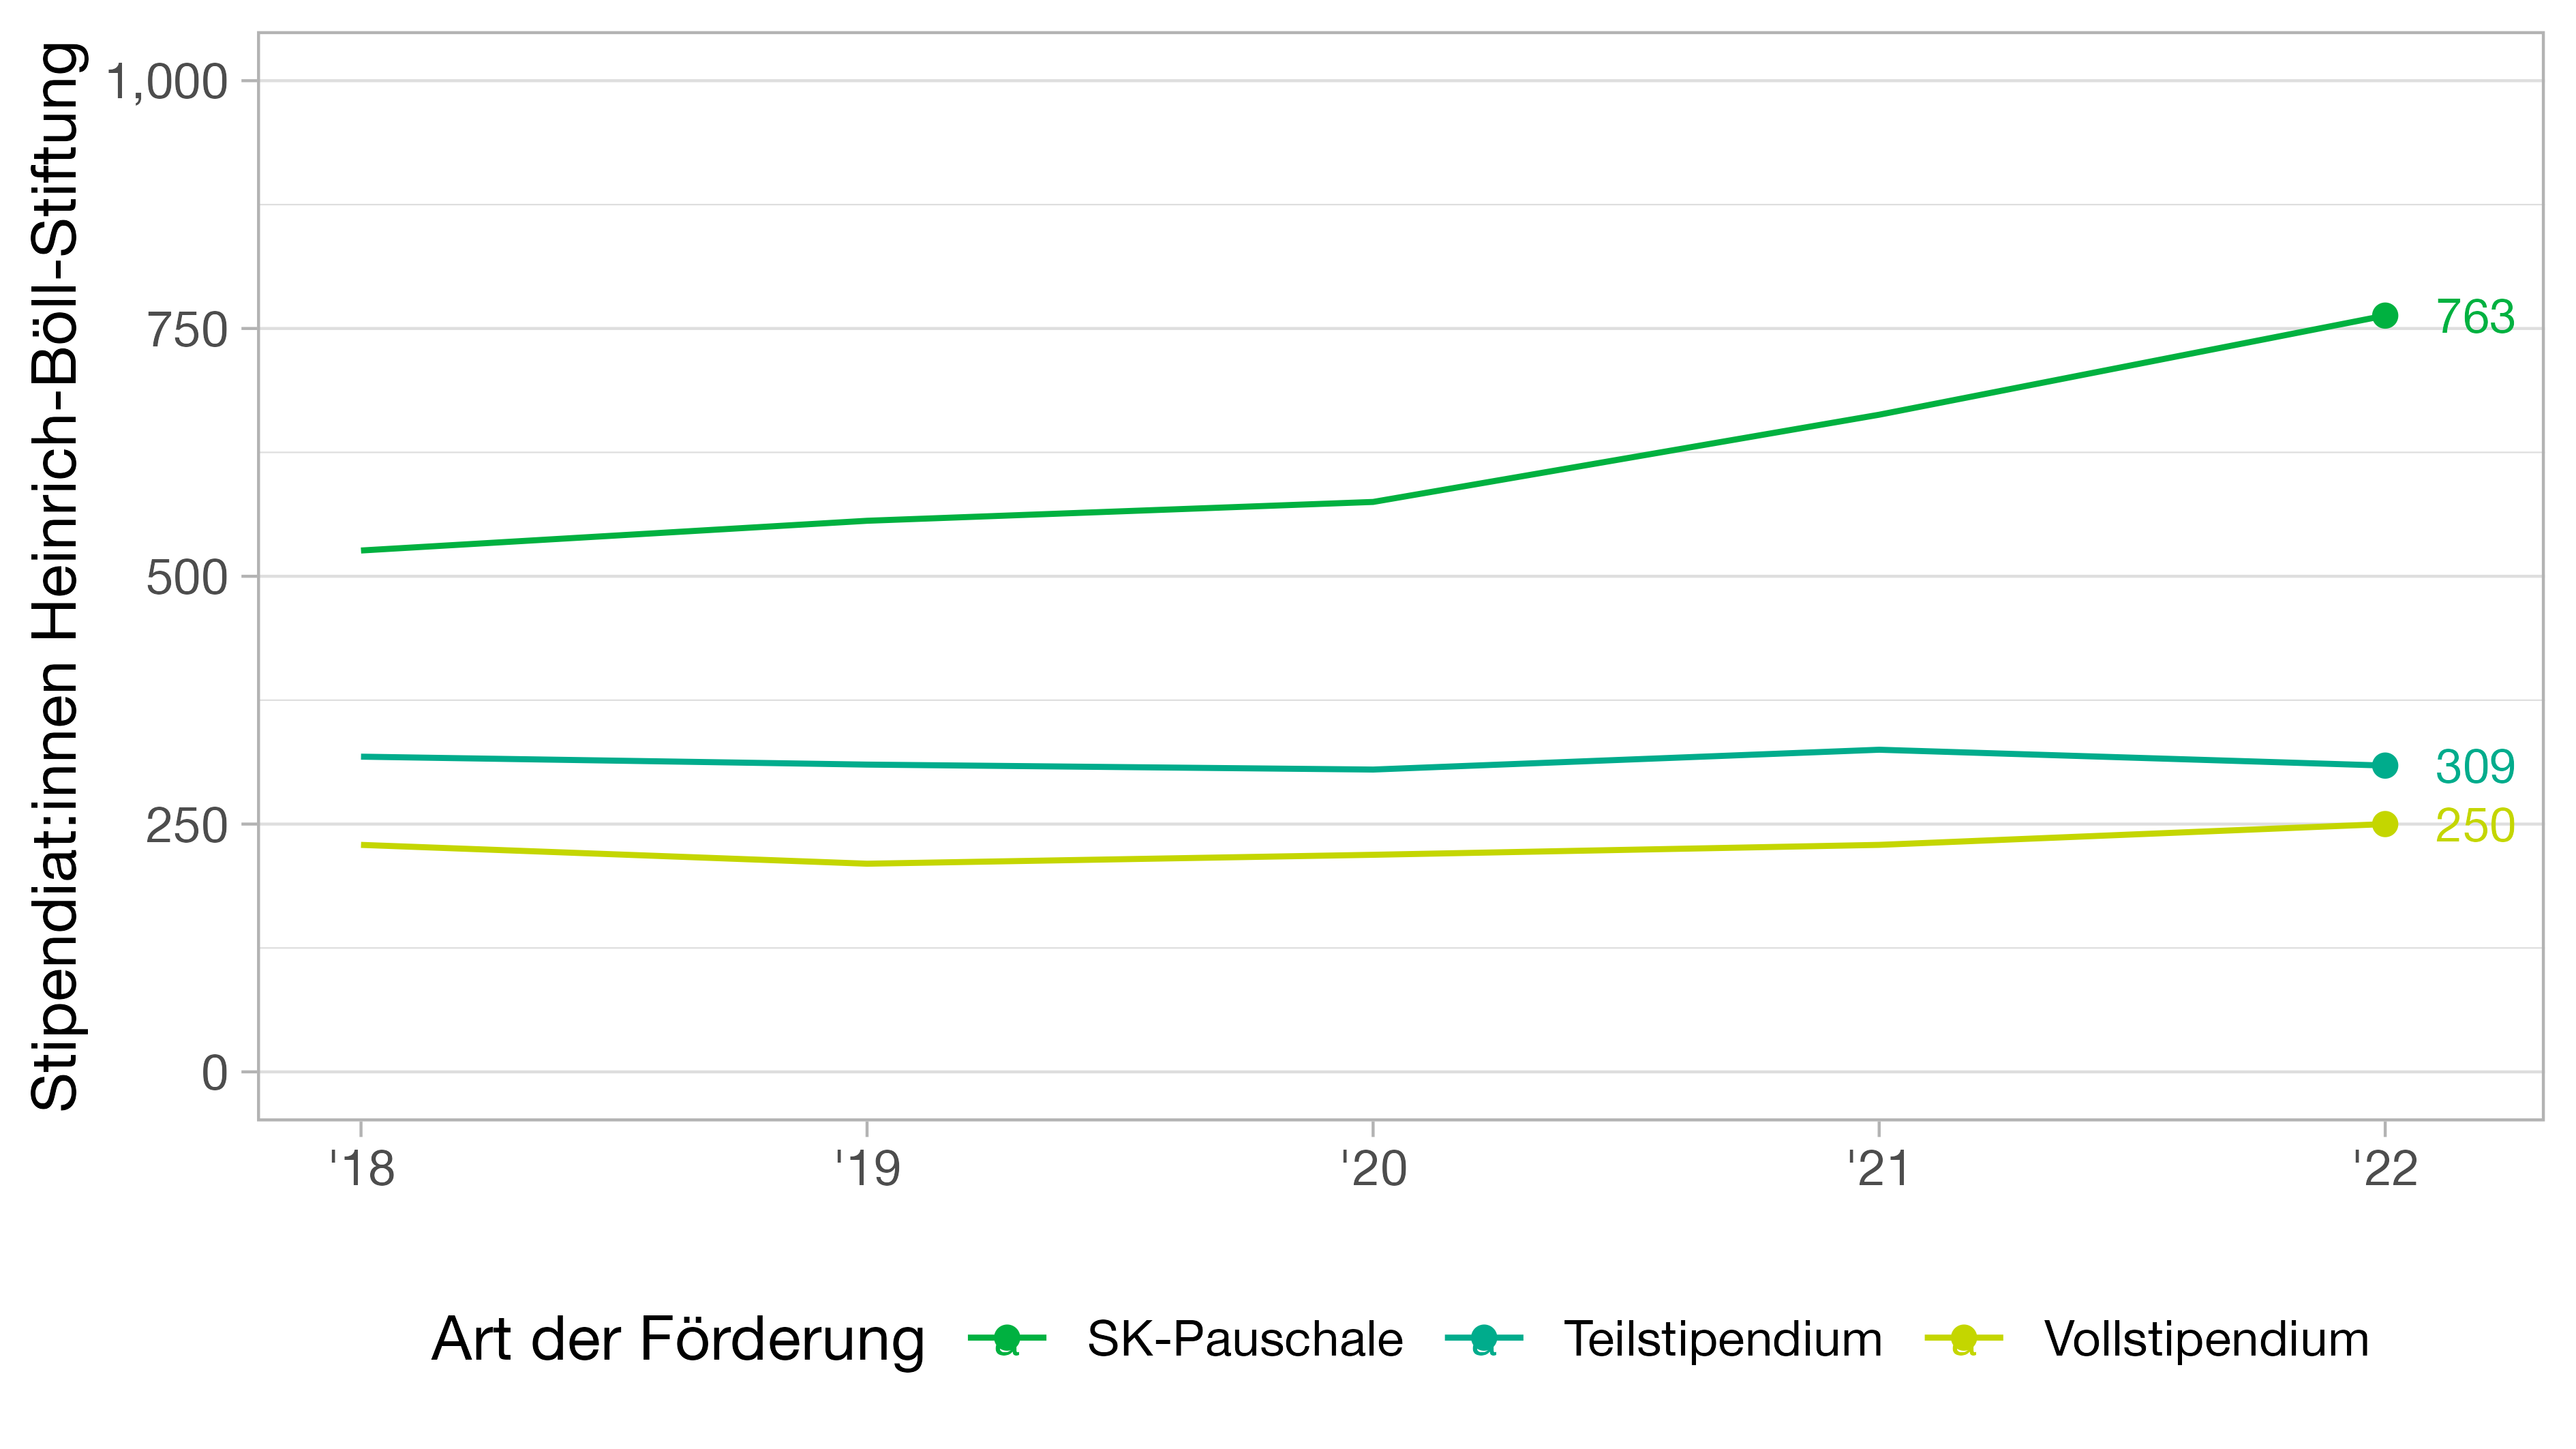 Stipendiat:innen Heinrich-Böll-Stiftung
1,000
750
500
250
0
763
309
250
'18 '19 '20 '21 '22
Art der Förderung a SK-Pauschale a Teilstipendium a Vollstipendium